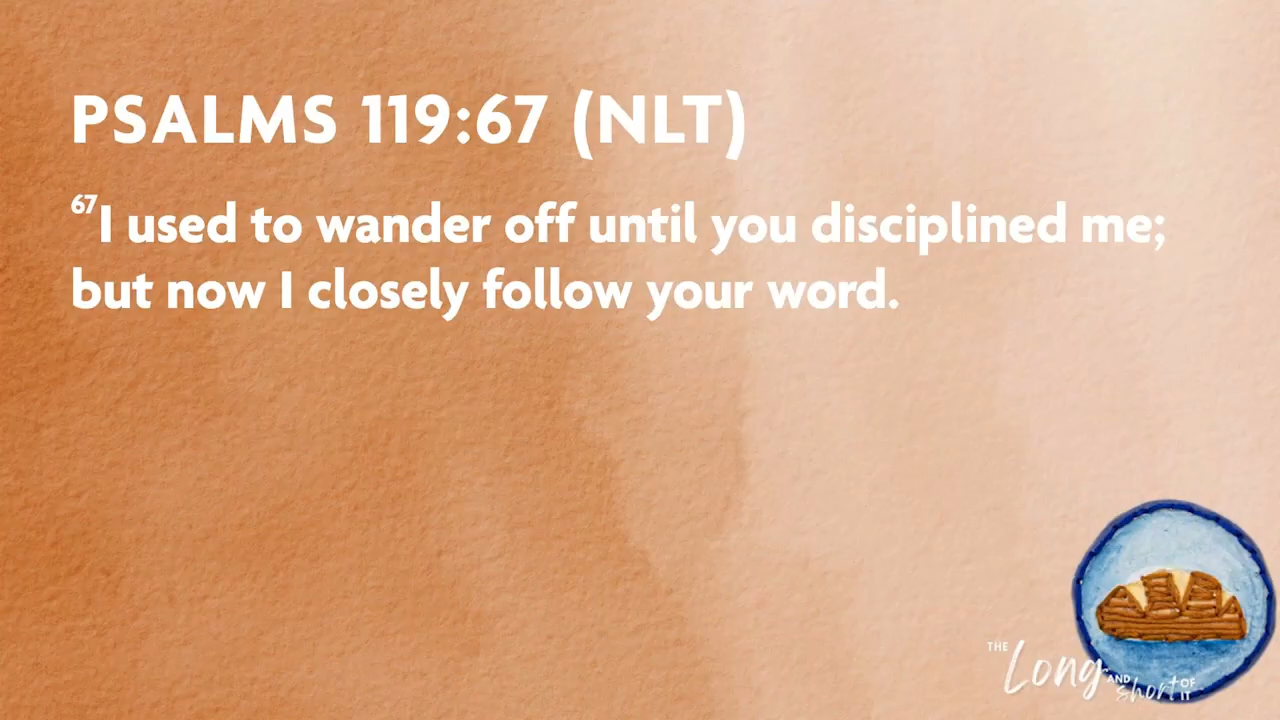 PSALMS 119:67 (NLT)
67I used to wander off until you disciplined me;
but now I closely follow your word.
THE Long AND short OF IT